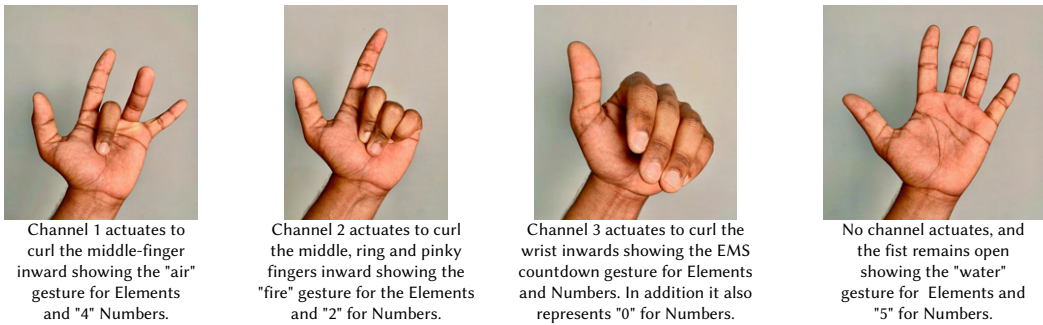 Channel 1 actuates to
curl the middle-finger
inward showing the "air"
gesture for Elements
and "4" Numbers.
Channel 2 actuates to curl
the middle, ring and pinky
fingers inward showing the
"fire" gesture for the Elements
and "2" for Numbers.
Channel 3 actuates to curl the
wrist inwards showing the EMS
countdown gesture for Elements
and Numbers. In addition it also
represents "0" for Numbers.
No channel actuates, and
the fist remains open
showing the "water"
gesture for Elements and
"5" for Numbers.